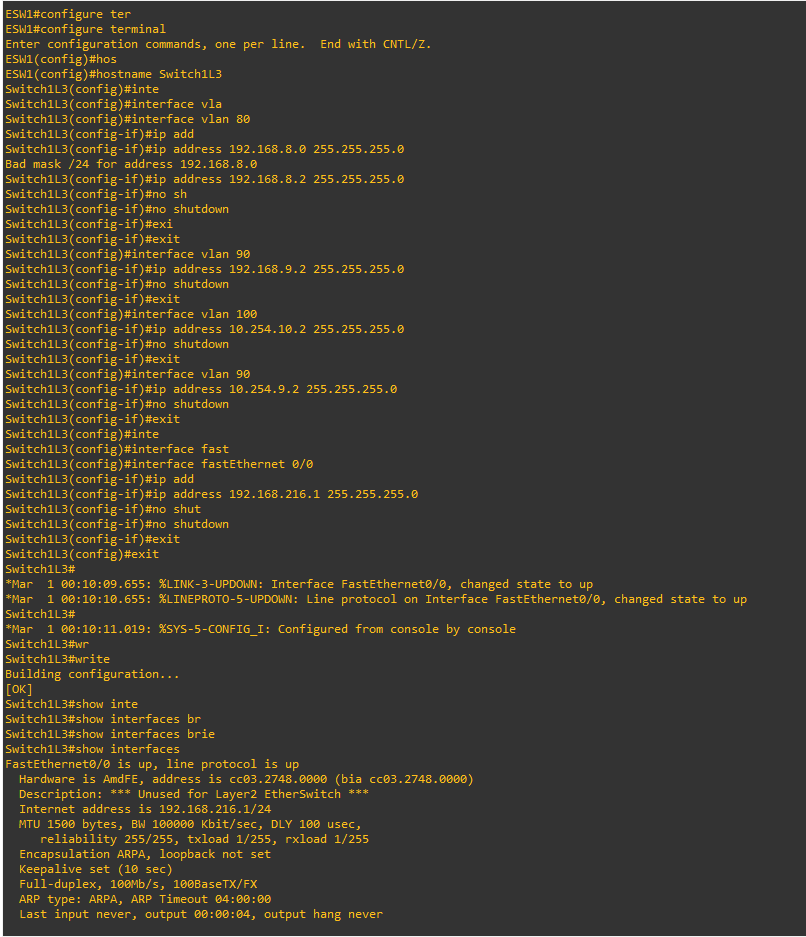 ESW1#configure ter
ESW1#configure terminal
Enter configuration commands, one per line.  End with CNTL/Z.
ESW1(config)#hos
ESW1(config)#hostname Switch1L3
Switch1L3(config)#inte
Switch1L3(config)#interface vla
Switch1L3(config)#interface vlan 80
Switch1L3(config-if)#ip add
Switch1L3(config-if)#ip address 192.168.8.0 255.255.255.0
Bad mask /24 for address 192.168.8.0
Switch1L3(config-if)#ip address 192.168.8.2 255.255.255.0
Switch1L3(config-if)#no sh
Switch1L3(config-if)#no shutdown
Switch1L3(config-if)#exi
Switch1L3(config-if)#exit
Switch1L3(config)#interface vlan 90
Switch1L3(config-if)#ip address 192.168.9.2 255.255.255.0
Switch1L3(config-if)#no shutdown
Switch1L3(config-if)#exit
Switch1L3(config)#interface vlan 100
Switch1L3(config-if)#ip address 10.254.10.2 255.255.255.0
Switch1L3(config-if)#no shutdown
Switch1L3(config-if)#exit
Switch1L3(config)#interface vlan 90
Switch1L3(config-if)#ip address 10.254.9.2 255.255.255.0
Switch1L3(config-if)#no shutdown
Switch1L3(config-if)#exit
Switch1L3(config)#inte
Switch1L3(config)#interface fast
Switch1L3(config)#interface fastEthernet 0/0
Switch1L3(config-if)#ip add
Switch1L3(config-if)#ip address 192.168.216.1 255.255.255.0
Switch1L3(config-if)#no shut
Switch1L3(config-if)#no shutdown
Switch1L3(config-if)#exit
Switch1L3(config)#exit
Switch1L3#
*Mar  1 00:10:09.655: %LINK-3-UPDOWN: Interface FastEthernet0/0, changed state to up
*Mar  1 00:10:10.655: %LINEPROTO-5-UPDOWN: Line protocol on Interface FastEthernet0/0, changed state to up
Switch1L3#
*Mar  1 00:10:11.019: %SYS-5-CONFIG_I: Configured from console by console
Switch1L3#wr
Switch1L3#write
Building configuration...
[OK]
Switch1L3#show inte
Switch1L3#show interfaces br
Switch1L3#show interfaces brie
Switch1L3#show interfaces
FastEthernet0/0 is up, line protocol is up
  Hardware is AmdFE, address is cc03.2748.0000 (bia cc03.2748.0000)
  Description: *** Unused for Layer2 EtherSwitch ***
  Internet address is 192.168.216.1/24
  MTU 1500 bytes, BW 100000 Kbit/sec, DLY 100 usec,
     reliability 255/255, txload 1/255, rxload 1/255
  Encapsulation ARPA, loopback not set
  Keepalive set (10 sec)
  Full-duplex, 100Mb/s, 100BaseTX/FX
  ARP type: ARPA, ARP Timeout 04:00:00
  Last input never, output 00:00:04, output hang never